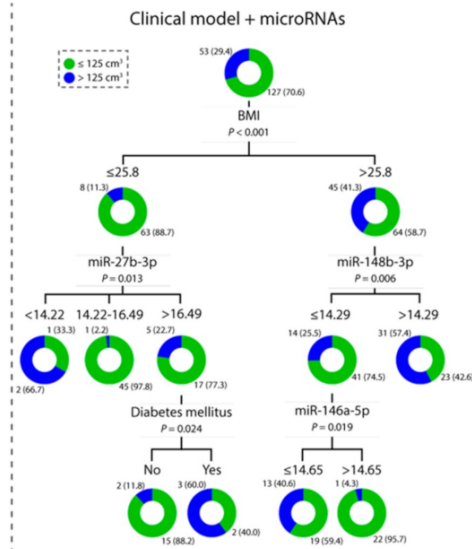 Clinical model + microRNAs
≤ 125 cm³
> 125 cm³
53 (29.4)
127 (70.6)
BMI
P < 0.001
≤25.8
>25.8
8 (11.3)
63 (88.7)
45 (41.3)
64 (58.7)
miR-27b-3p
P = 0.013
miR-148b-3p
P = 0.006
<14.22
14.22-16.49
>16.49
≤14.29
>14.29
1 (33.3)
2 (66.7)
1 (2.2)
45 (97.8)
5 (22.7)
17 (77.3)
14 (25.5)
41 (74.5)
31 (57.4)
23 (42.6)
Diabetes mellitus
P = 0.024
miR-146a-5p
P = 0.019
No
Yes
≤14.65
>14.65
2 (11.8)
15 (88.2)
3 (60.0)
2 (40.0)
13 (40.6)
19 (59.4)
1 (4.3)
22 (95.7)